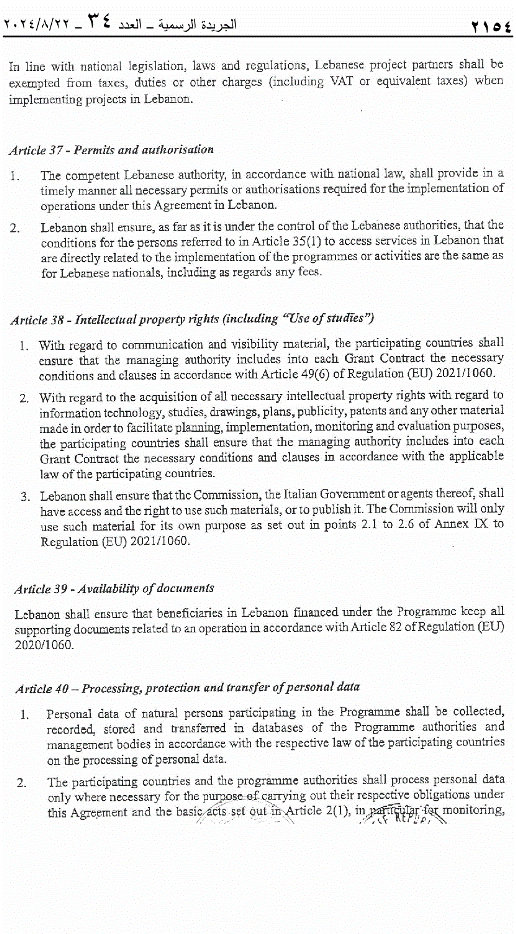 ٢١٥٤ الجريدة الرسمية – العدد ٣٤ – ٢٠٢٤/٨/٢٢
In line with national legislation, laws and regulations, Lebanese project partners shall be
exempted from taxes, duties or other charges (including VAT or equivalent taxes) when
implementing projects in Lebanon.
Article 37 - Permits and authorisation
1. The competent Lebanese authority, in accordance with national law, shall provide in a
timely manner all necessary permits or authorisations required for the implementation of
operations under this Agreement in Lebanon.
2. Lebanon shall ensure, as far as it is under the control of the Lebanese authorities, that the
conditions for the persons referred to in Article 35(1) to access services in Lebanon that
are directly related to the implementation of the programmes or activities are the same as
for Lebanese nationals, including as regards any fees.
Article 38 - Intellectual property rights (including “Use of studies”)
1. With regard to communication and visibility material, the participating countries shall
ensure that the managing authority includes into each Grant Contract the necessary
conditions and clauses in accordance with Article 49(6) of Regulation (EU) 2021/1060.
2. With regard to the acquisition of all necessary intellectual property rights with regard to
information technology, studies, drawings, plans, publicity, patents and any other material
made in order to facilitate planning, implementation, monitoring and evaluation purposes,
the participating countries shall ensure that the managing authority includes into each
Grant Contract the necessary conditions and clauses in accordance with the applicable
law of the participating countries.
3. Lebanon shall ensure that the Commission, the Italian Government or agents thereof, shall
have access and the right to use such materials, or to publish it. The Commission will only
use such material for its own purpose as set out in points 2.1 to 2.6 of Annex IX to
Regulation (EU) 2021/1060.
Article 39 - Availability of documents
Lebanon shall ensure that beneficiaries in Lebanon financed under the Programme keep all
supporting documents related to an operation in accordance with Article 82 of Regulation (EU)
2020/1060.
Article 40 – Processing, protection and transfer of personal data
1. Personal data of natural persons participating in the Programme shall be collected,
recorded, stored and transferred in databases of the Programme authorities and
management bodies in accordance with the respective law of the participating countries
on the processing of personal data.
2. The participating countries and the programme authorities shall process personal data
only where necessary for the purpose of carrying out their respective obligations under
this Agreement and the basic acts set out in Article 2(1), in particular for monitoring,